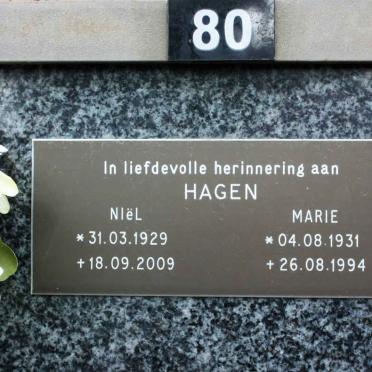 80
In liefdevolle herinnering aan
HAGEN
NIëL MARIE
*31.03.1929 *04.08.1931
+18.09.2009 +26.08.1994